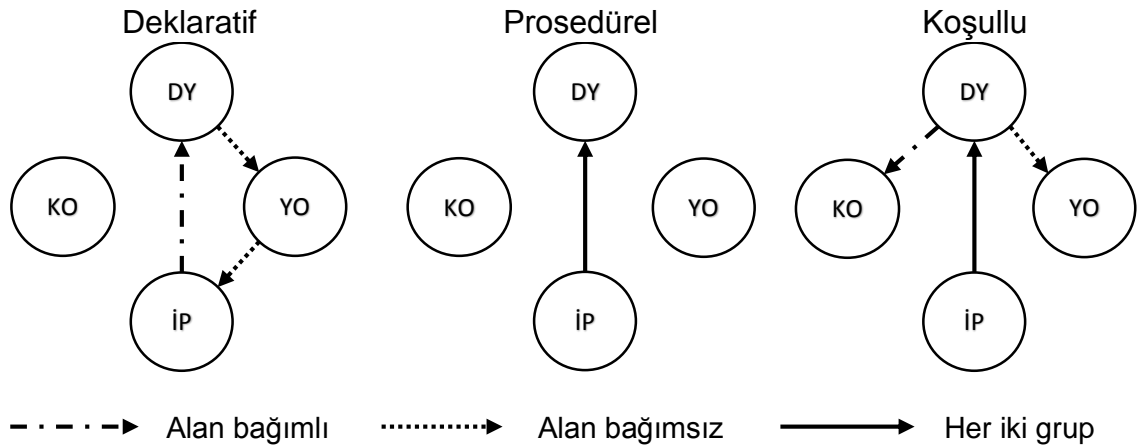 Deklaratif Prosedürel Koşullu
DY DY DY
KO YO KO YO KO YO
İP İP İP
Alan bağımlı Alan bağımsız Her iki grup